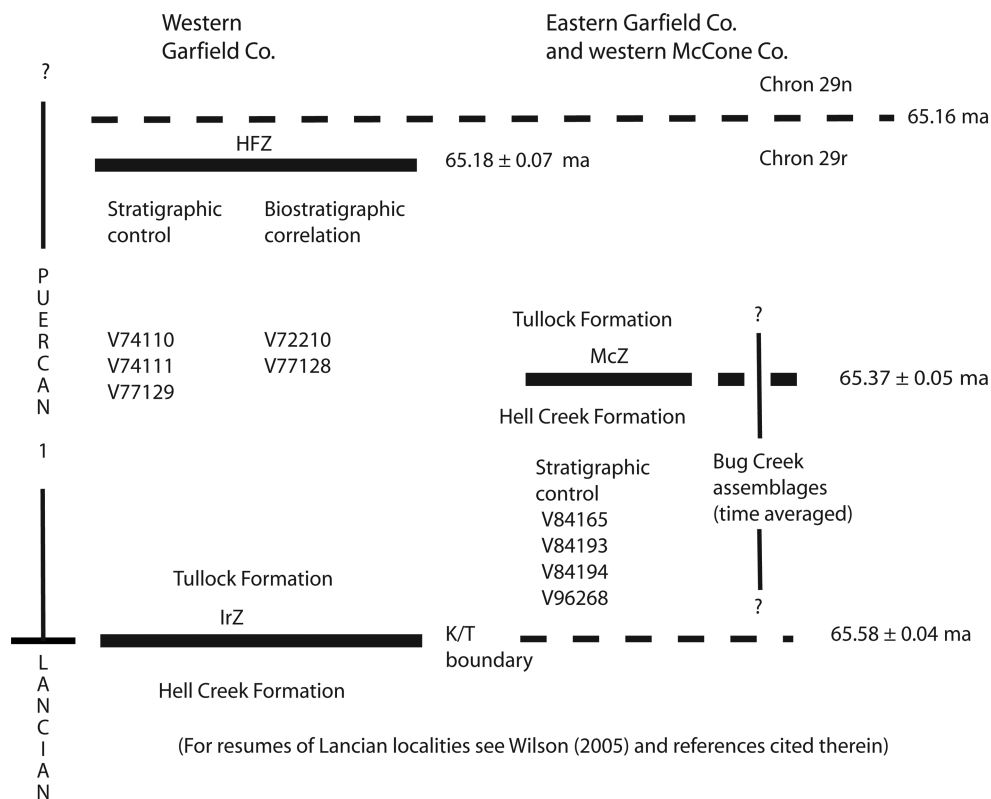 Western
Garfield Co.
Eastern Garfield Co.
and western McCone Co.
?
Chron 29n
65.16 ma
HFZ
65.18 ± 0.07 ma
Chron 29r
Stratigraphic
control
Biostratigraphic
correlation
PUERCAN
1
V74110
V74111
V77129
V72210
V77128
Tullock Formation
?
McZ
65.37 ± 0.05 ma
Hell Creek Formation
Stratigraphic
control
V84165
V84193
V84194
V96268
Bug Creek
assemblages
(time averaged)
?
Tullock Formation
IrZ
K/T
boundary
65.58 ± 0.04 ma
LANCIAN
Hell Creek Formation
(For resumes of Lancian localities see Wilson (2005) and references cited therein)